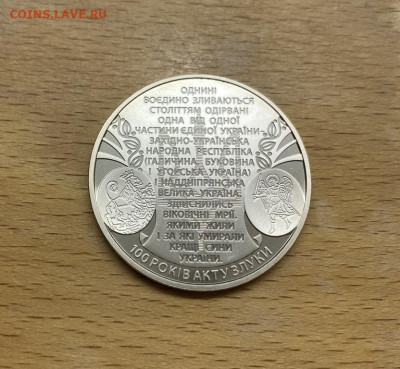 COINS.LAVE.RU
ОДНИНІ
ВОЄДИНО ЗЛИВАЮТЬСЯ
СТОЛІТТЯМ ОДІРВАНІ
ОДНА ВІД ОДНОЇ
ЧАСТИНИ ЄДИНОЇ УКРАЇНИ-
ЗАХІДНО-УКРАЇНСЬКА
НАРОДНА РЕСПУБЛІКА
(ГАЛИЧИНА, БУКОВИНА
І УГОРСЬКА УКРАЇНА)
І НАДДНІПРЯНСЬКА
ВЕЛИКА УКРАЇНА.
ЗДІЙСНИЛИСЬ
ВІКОВІЧНІ МРІЇ,
ЯКИМИ ЖИЛИ
І ЗА ЯКІ УМИРАЛИ
КРАЩІ СИНИ
УКРАЇНИ.
100 РОКІВ АКТУ ЗЛУКИ